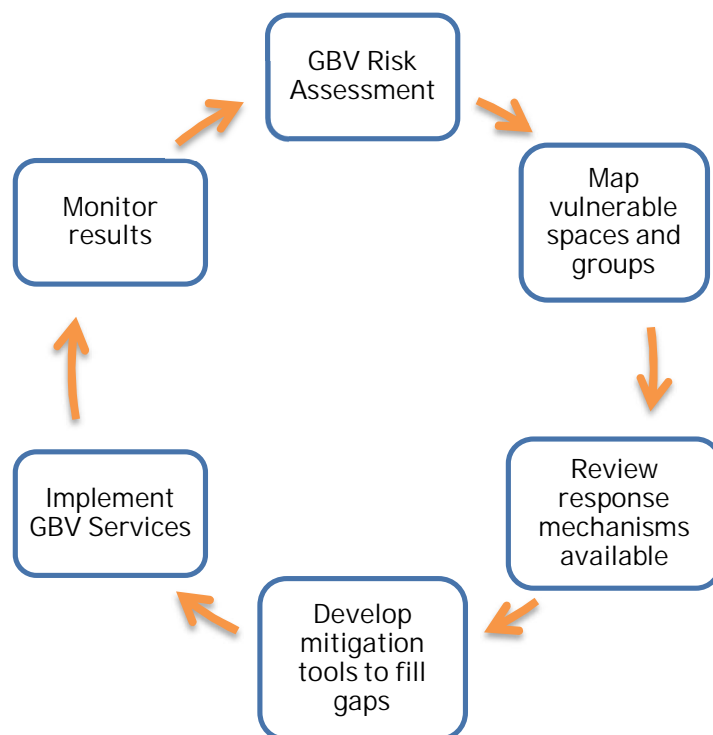 GBV Risk
Assessment
Map
vulnerable
spaces and
groups
Review
response
mechanisms
available
Develop
mitigation
tools to fill
gaps
Implement
GBV Services
Monitor
results